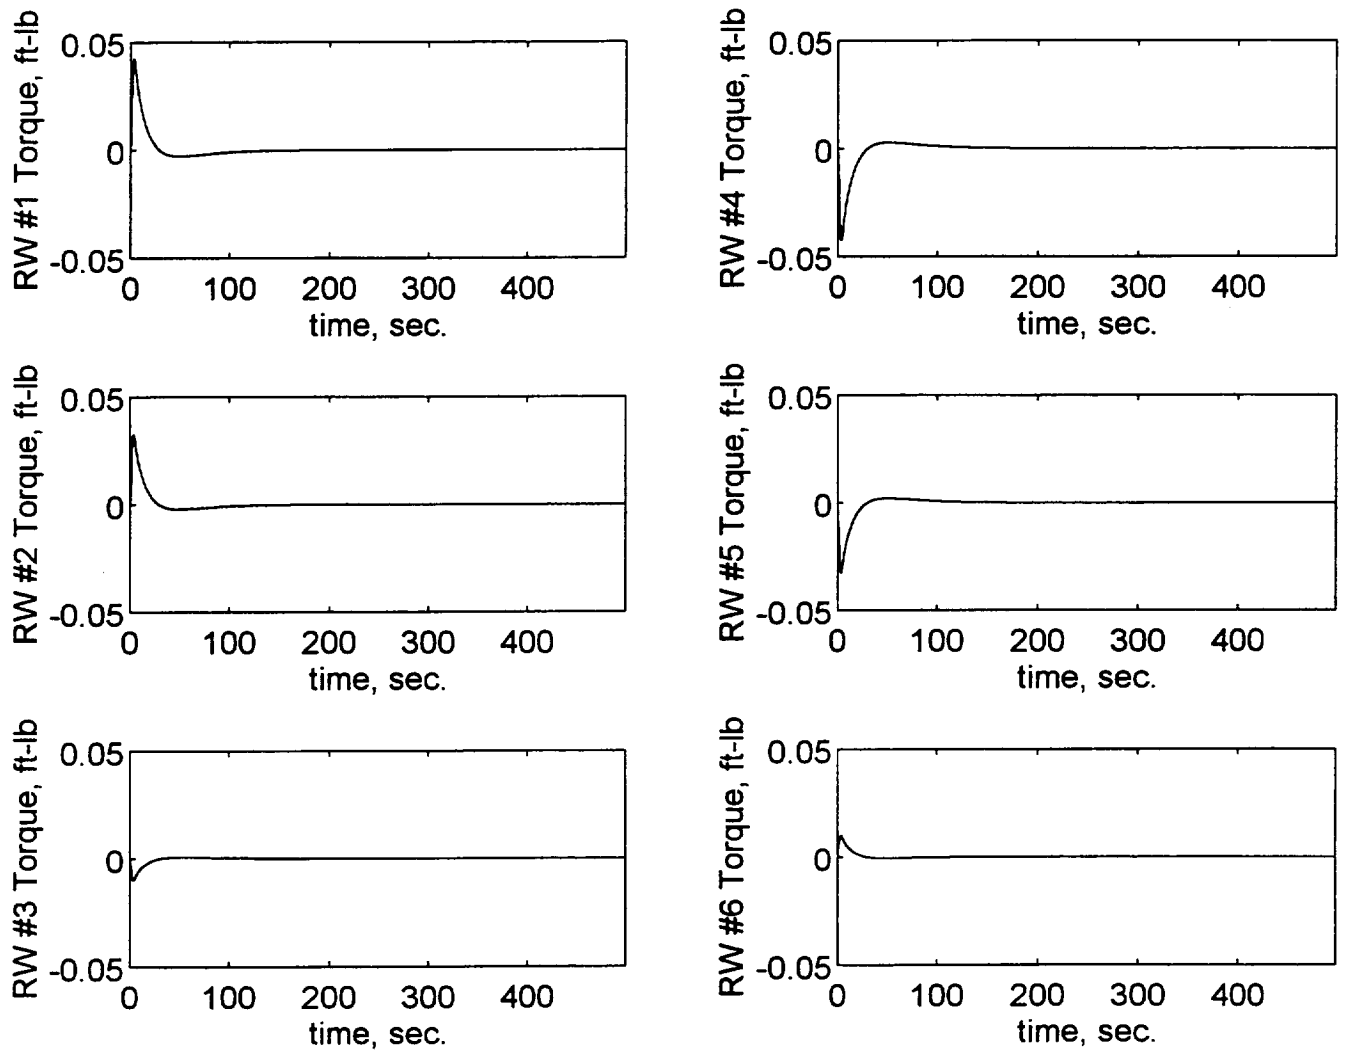 RW #1 Torque, ft-lb
0.05
0
-0.05
0 100 200 300 400
time, sec.
RW #4 Torque, ft-lb
0.05
0
-0.05
0 100 200 300 400
time, sec.
RW #2 Torque, ft-lb
0.05
0
-0.05
0 100 200 300 400
time, sec.
RW #5 Torque, ft-lb
0.05
0
-0.05
0 100 200 300 400
time, sec.
RW #3 Torque, ft-lb
0.05
0
-0.05
0 100 200 300 400
time, sec.
RW #6 Torque, ft-lb
0.05
0
-0.05
0 100 200 300 400
time, sec.